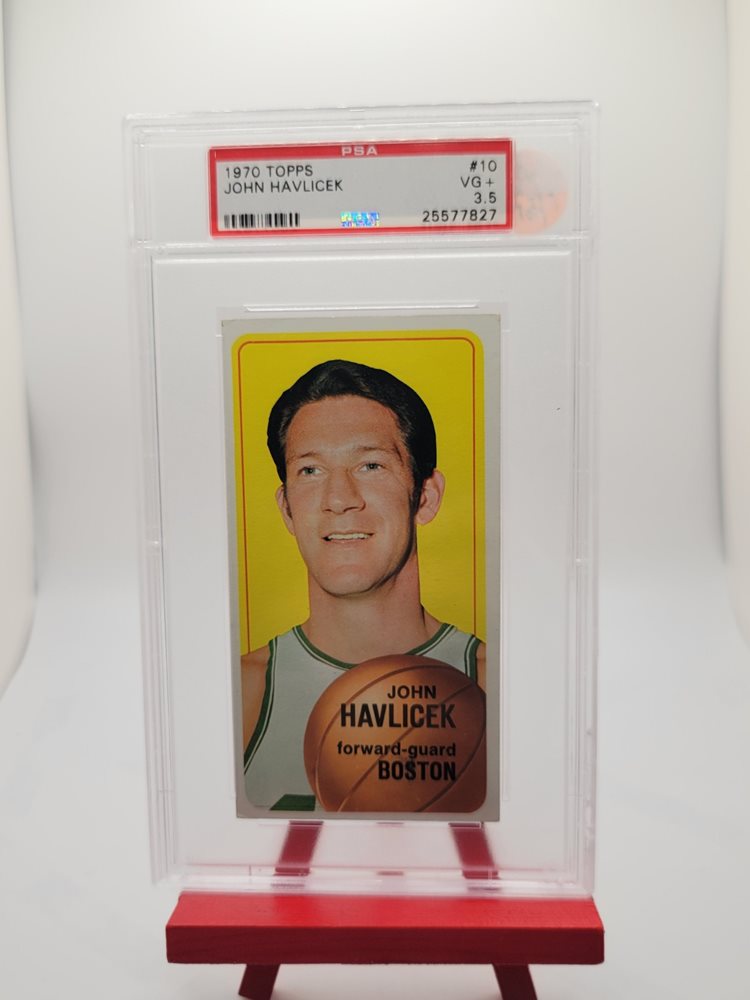 PSA
1970 TOPPS #10
JOHN HAVLICEK VG +
3.5
25577827
JOHN
HAVLICEK
forward-guard
BOSTON